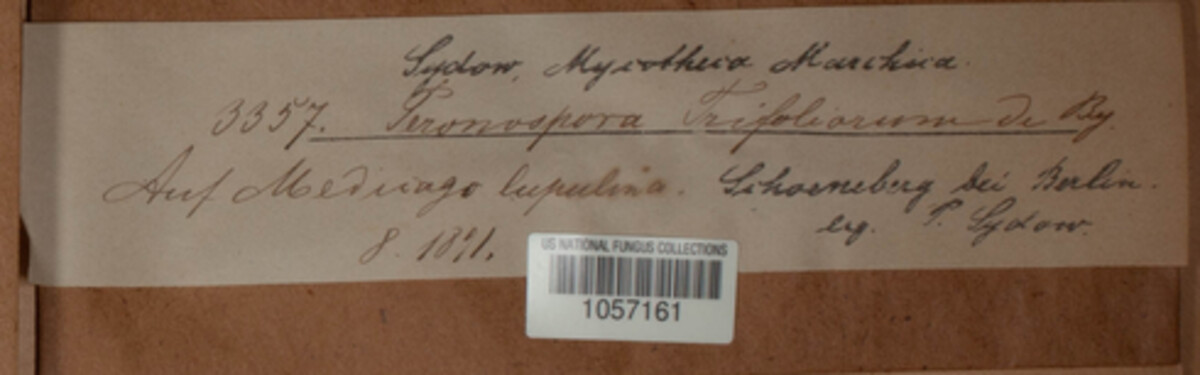 Sydow, Mycotheca Marchica.
3357. Peronospora Trifoliorum de By.
Auf Medicago lupulina. Schoeneberg bei Berlin.
8. 1891. leg. P. Sydow.
US NATIONAL FUNGUS COLLECTIONS
1057161